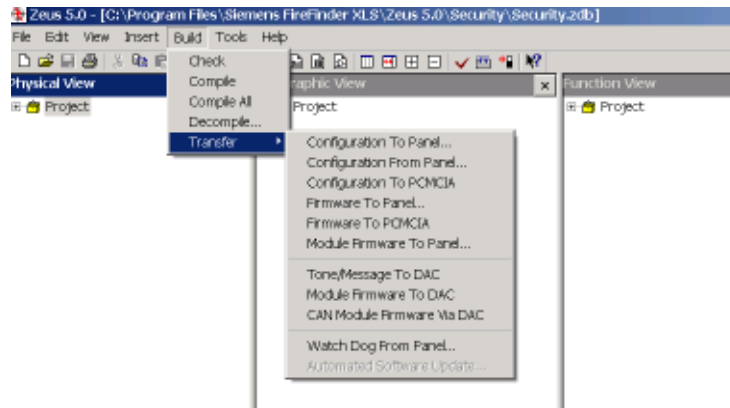 Zeus 5.0 - [C:\Program Files\Siemens FireFinder XLS\Zeus 5.0\Security\Security.zdb]
File Edit View Insert Build Tools Help
Physical View
raphic View
Function View
Project
Project
Project
Check
Compile
Compile All
Decompile...
Transfer
Configuration To Panel...
Configuration From Panel...
Configuration To PCMCIA
Firmware To Panel...
Firmware To PCMCIA
Module Firmware To Panel...
Tone/Message To DAC
Module Firmware To DAC
CAN Module Firmware Via DAC
Watch Dog From Panel...
Automated Software Update...